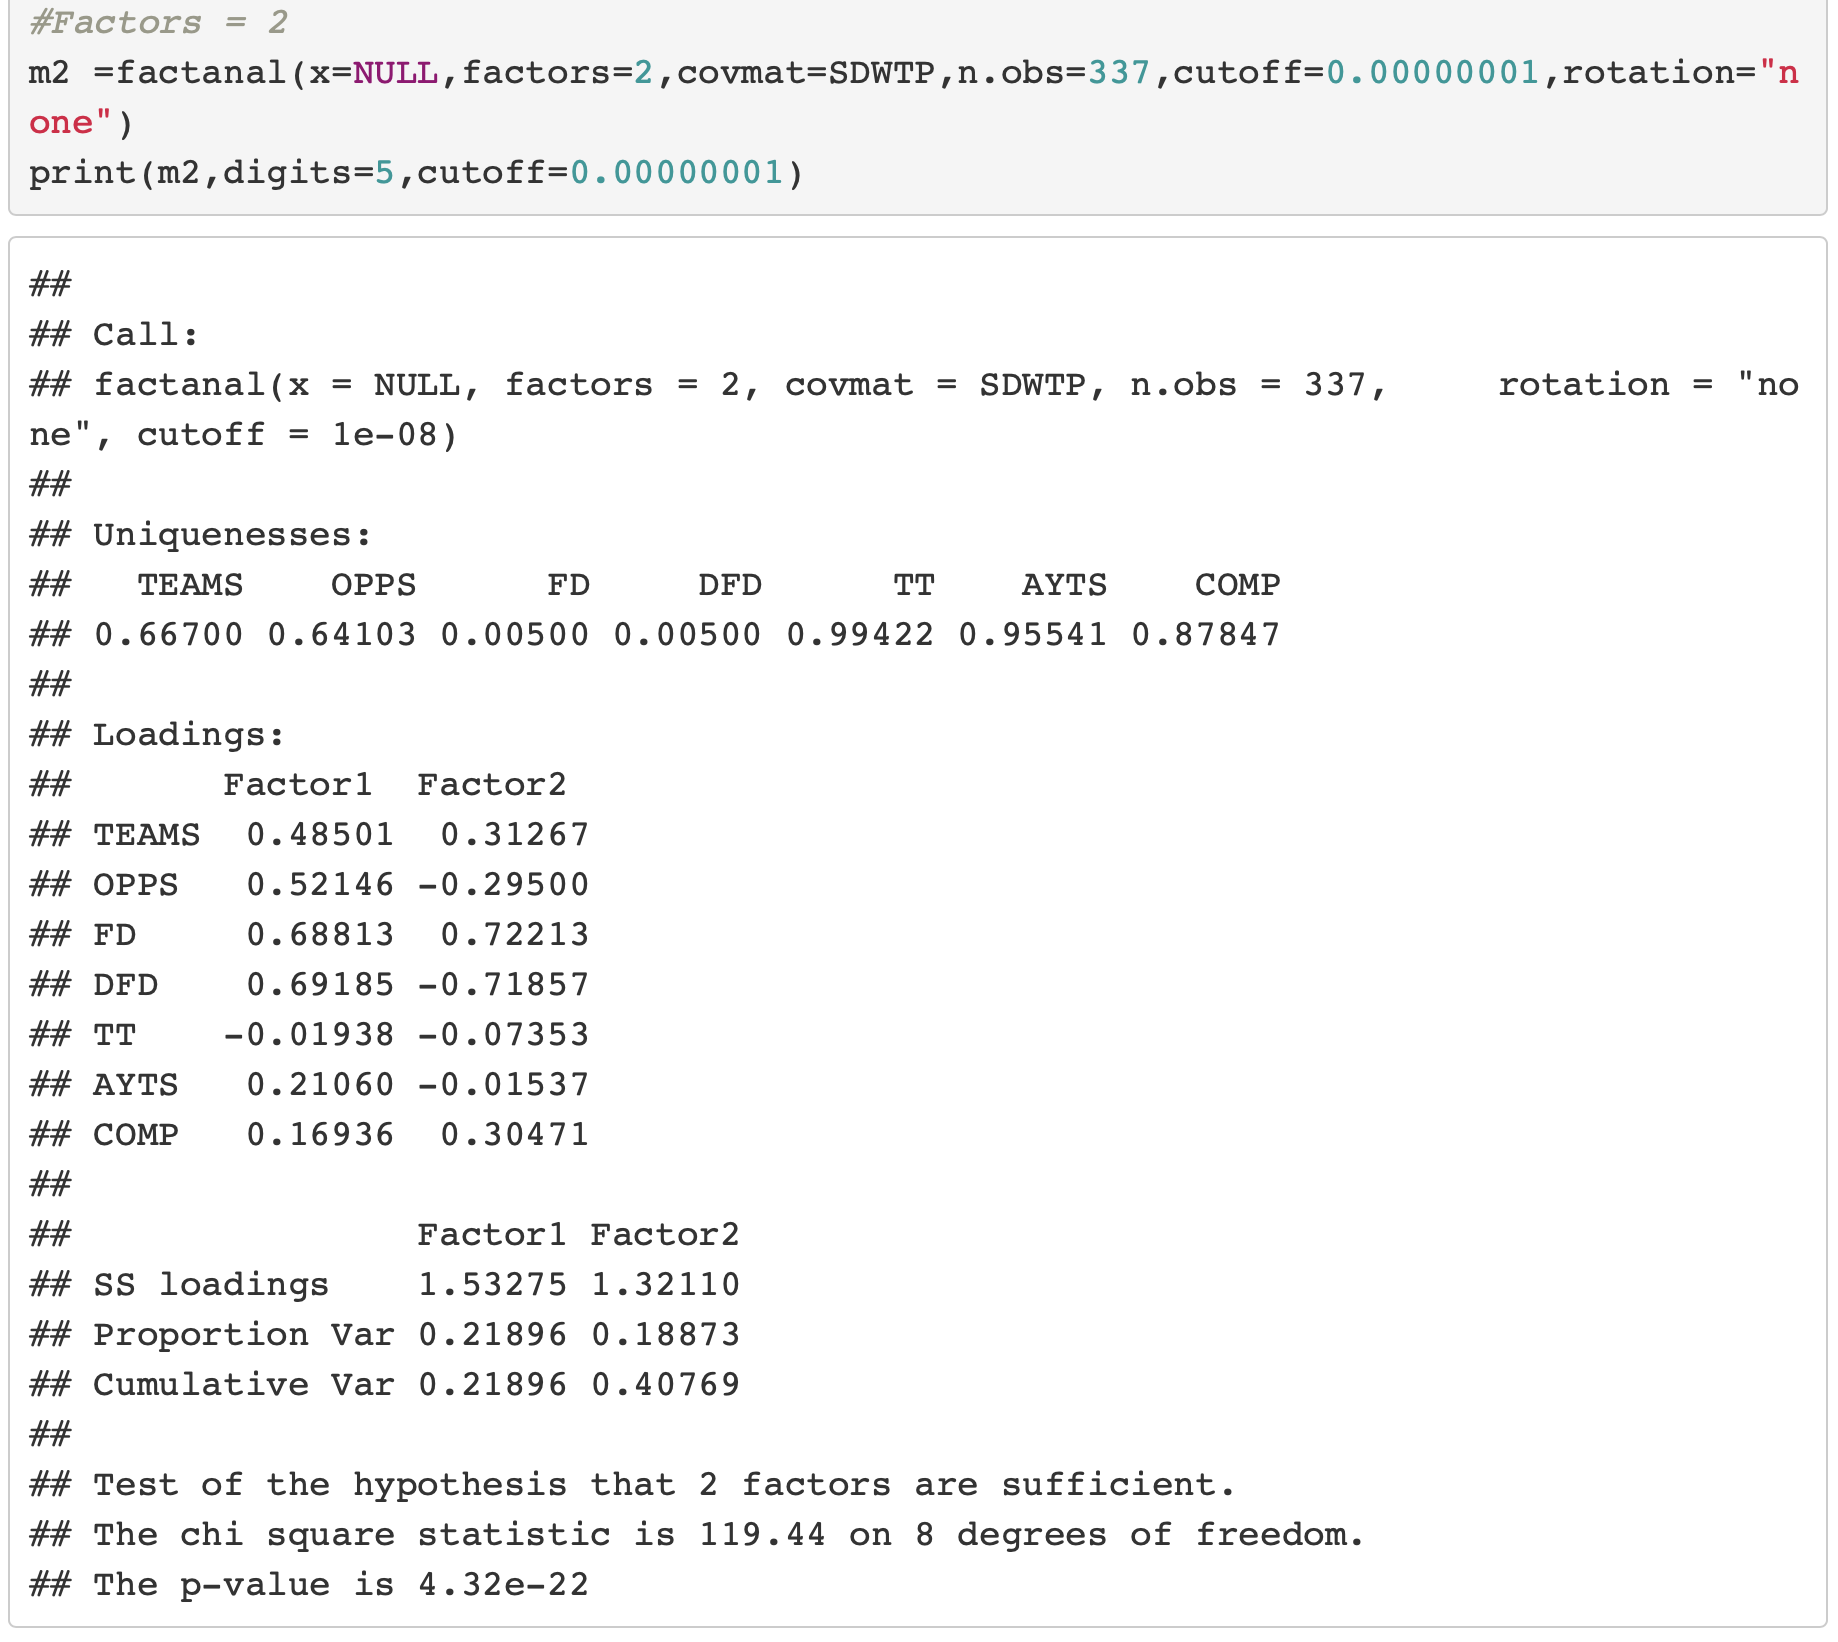 #Factors = 2
m2 =factanal(x=NULL,factors=2,covmat=SDWTP,n.obs=337,cutoff=0.00000001,rotation="n
one")
print(m2,digits=5,cutoff=0.00000001)
##
## Call:
## factanal(x = NULL, factors = 2, covmat = SDWTP, n.obs = 337,     rotation = "no
ne", cutoff = 1e-08)
##
## Uniquenesses:
##   TEAMS    OPPS      FD     DFD      TT    AYTS    COMP
## 0.66700 0.64103 0.00500 0.00500 0.99422 0.95541 0.87847
##
## Loadings:
##       Factor1  Factor2
## TEAMS  0.48501  0.31267
## OPPS   0.52146 -0.29500
## FD     0.68813  0.72213
## DFD    0.69185 -0.71857
## TT    -0.01938 -0.07353
## AYTS   0.21060 -0.01537
## COMP   0.16936  0.30471
##
##                Factor1 Factor2
## SS loadings    1.53275 1.32110
## Proportion Var 0.21896 0.18873
## Cumulative Var 0.21896 0.40769
##
## Test of the hypothesis that 2 factors are sufficient.
## The chi square statistic is 119.44 on 8 degrees of freedom.
## The p-value is 4.32e-22